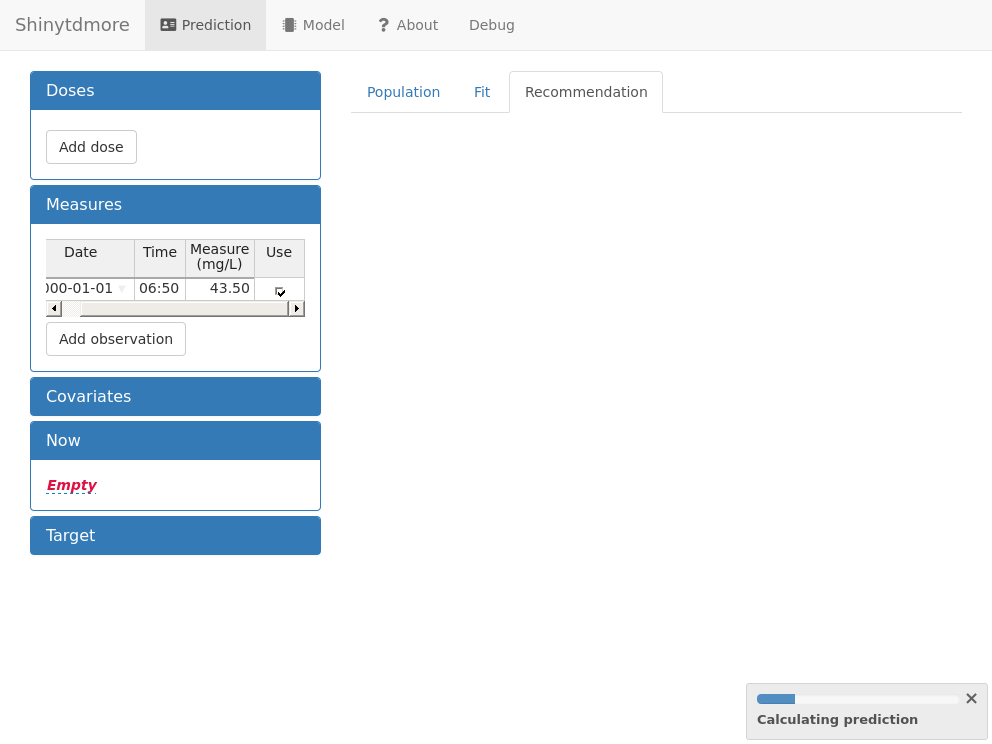 Shinytdmore Prediction Model About Debug
Doses
Add dose
Measures
Date Time Measure (mg/L) Use
000-01-01 06:50 43.50
Add observation
Covariates
Now
Empty
Target
Population Fit Recommendation
Calculating prediction